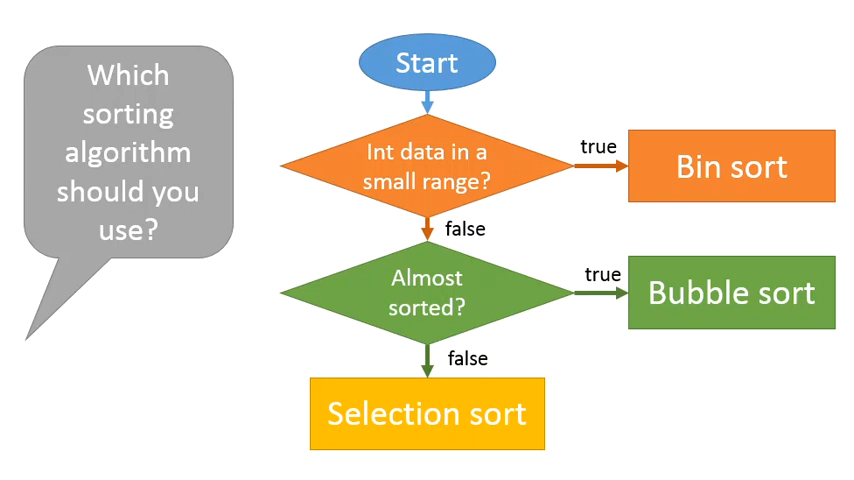 Which
sorting
algorithm
should you
use?
Start
Int data in a
small range?
true
Bin sort
false
Almost
sorted?
true
Bubble sort
false
Selection sort